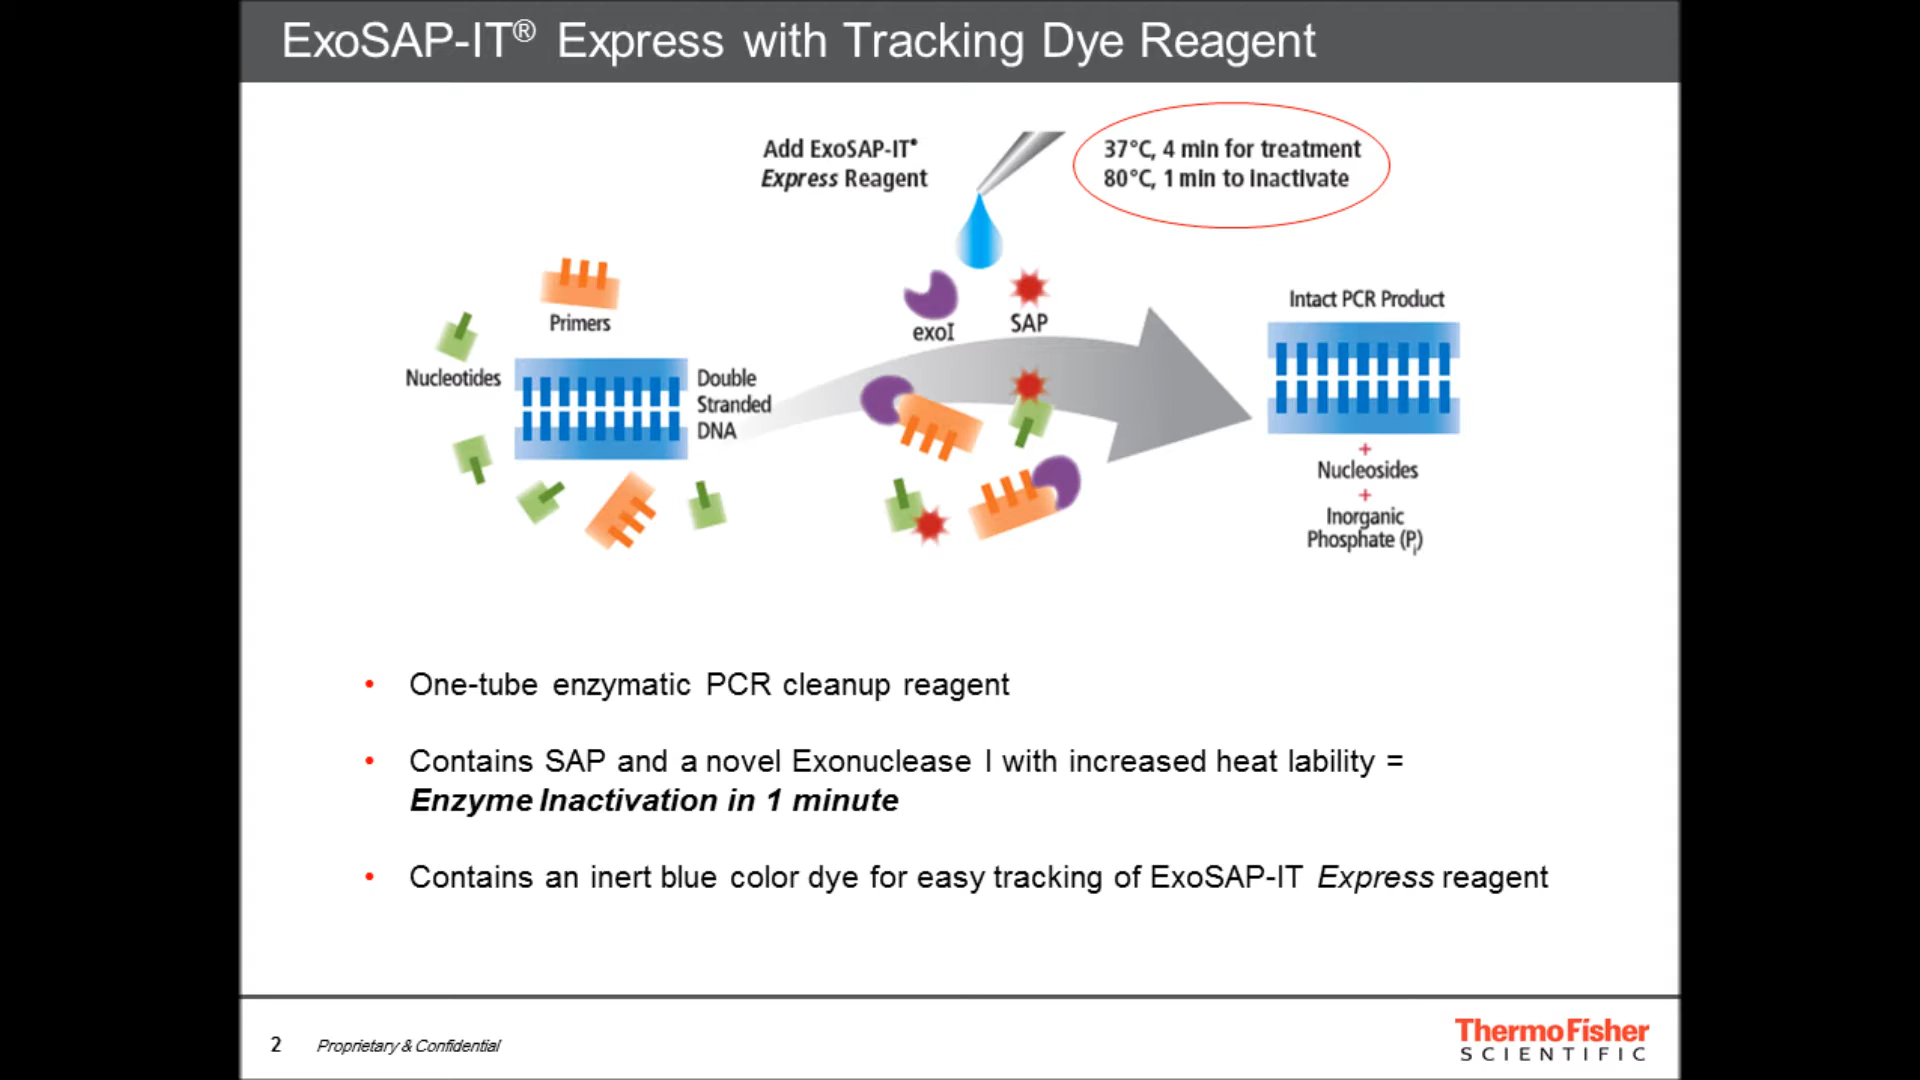 ExoSAP-IT® Express with Tracking Dye Reagent
Add ExoSAP-IT®
Express Reagent
37°C, 4 min for treatment
80°C, 1 min to inactivate
Primers
Nucleotides
Double
Stranded
DNA
exoI
SAP
Intact PCR Product
+
Nucleosides
+
Inorganic
Phosphate (Pi)
• One-tube enzymatic PCR cleanup reagent
• Contains SAP and a novel Exonuclease I with increased heat lability =
Enzyme Inactivation in 1 minute
• Contains an inert blue color dye for easy tracking of ExoSAP-IT Express reagent
2 Proprietary & Confidential
ThermoFisher
SCIENTIFIC